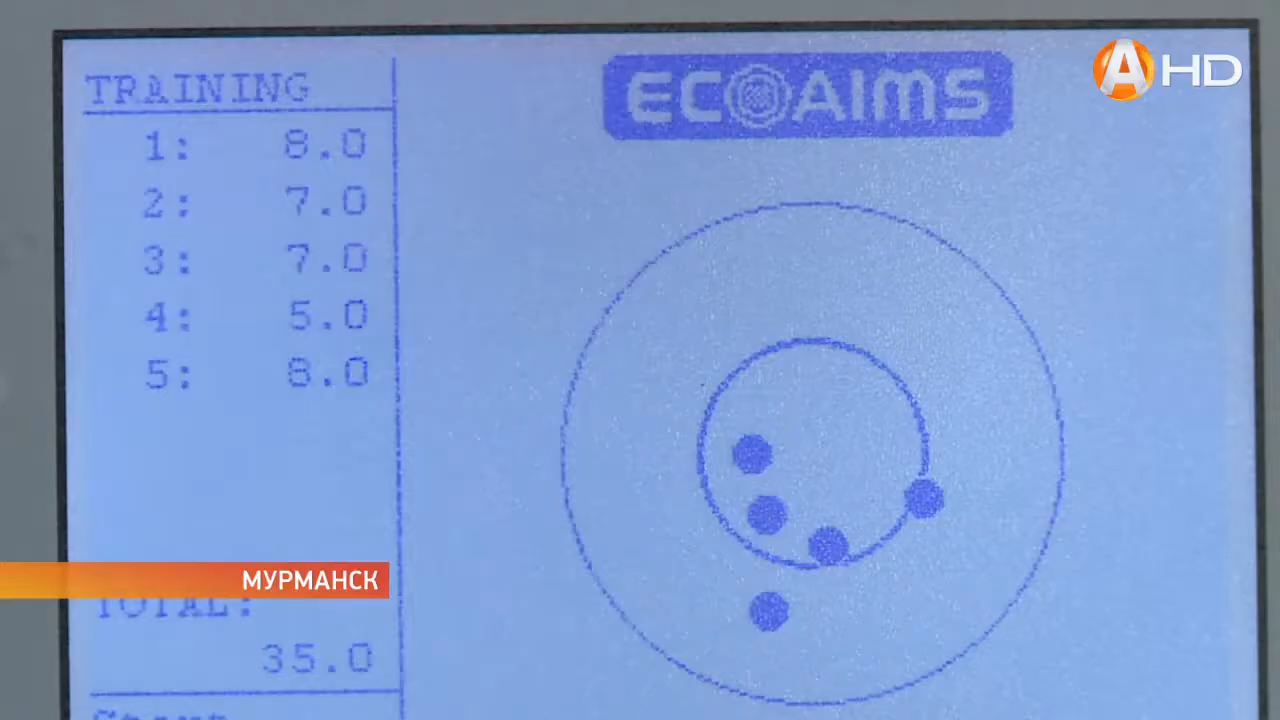 TRAINING
1: 8.0
2: 7.0
3: 7.0
4: 5.0
5: 8.0
TOTAL:
35.0
ECOAIMS
A HD
МУРМАНСК